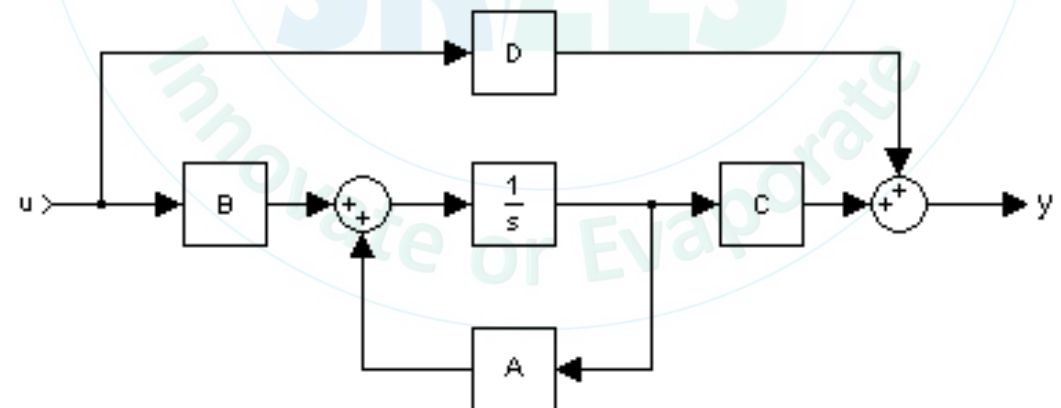 D
u
B
+
+
1
s
C
+
+
y
A
Innovate or Evaporate